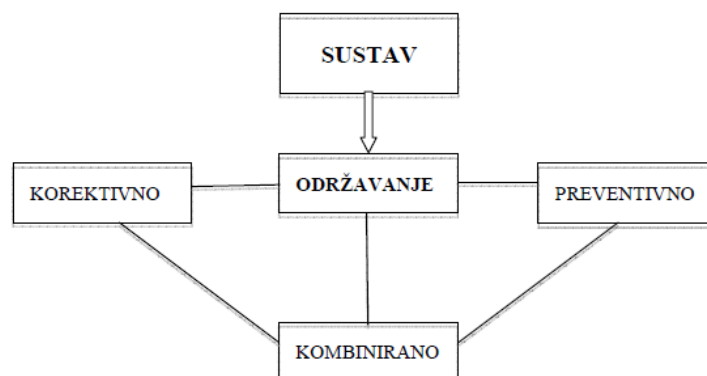 SUSTAV
KOREKTIVNO
ODRŽAVANJE
PREVENTIVNO
KOMBINIRANO